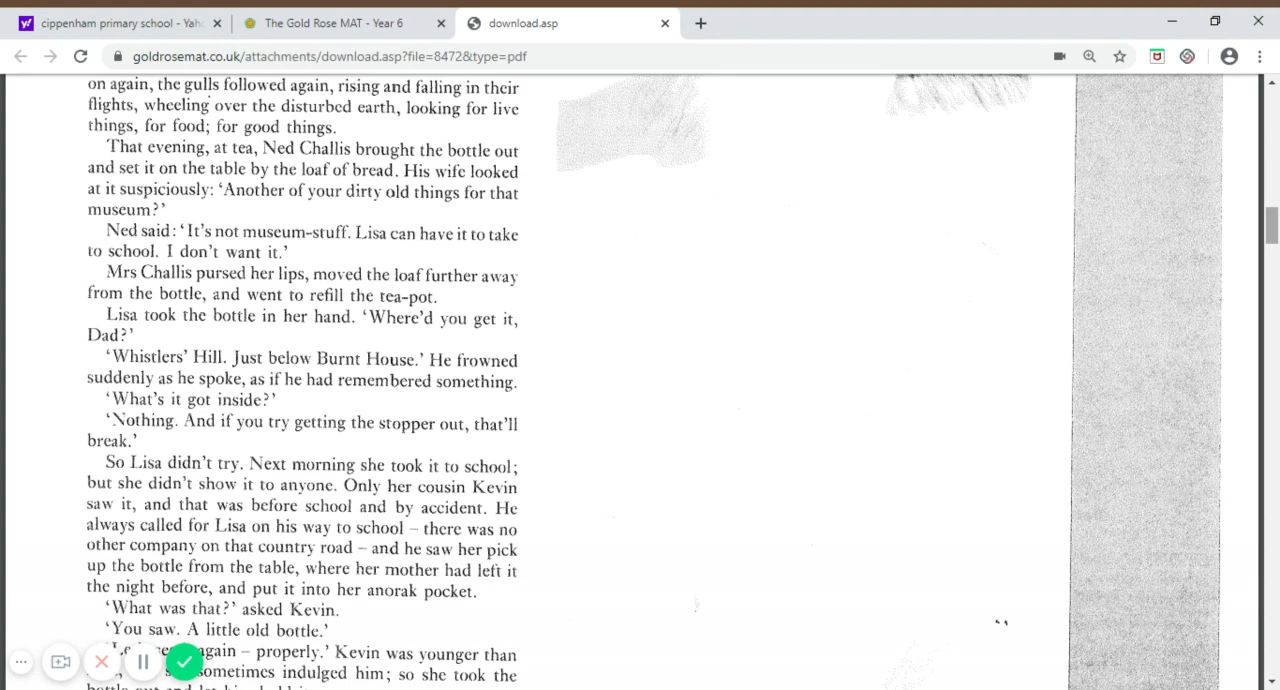 cippenham primary school - Yaho
The Gold Rose MAT - Year 6
download.asp
goldrosemat.co.uk/attachments/download.asp?file=8472&type=pdf
on again, the gulls followed again, rising and falling in their
flights, wheeling over the disturbed earth, looking for live
things, for food; for good things.
That evening, at tea, Ned Challis brought the bottle out
and set it on the table by the loaf of bread. His wife looked
at it suspiciously: ‘Another of your dirty old things for that
museum?’
Ned said: ‘It’s not museum-stuff. Lisa can have it to take
to school. I don’t want it.’
Mrs Challis pursed her lips, moved the loaf further away
from the bottle, and went to refill the tea-pot.
Lisa took the bottle in her hand. ‘Where’d you get it,
Dad?’
‘Whistlers’ Hill. Just below Burnt House.’ He frowned
suddenly as he spoke, as if he had remembered something.
‘What’s it got inside?’
‘Nothing. And if you try getting the stopper out, that’ll
break.’
So Lisa didn’t try. Next morning she took it to school;
but she didn’t show it to anyone. Only her cousin Kevin
saw it, and that was before school and by accident. He
always called for Lisa on his way to school – there was no
other company on that country road – and he saw her pick
up the bottle from the table, where her mother had left it
the night before, and put it into her anorak pocket.
‘What was that?’ asked Kevin.
‘You saw. A little old bottle.’
again – properly.’ Kevin was younger than
sometimes indulged him; so she took the